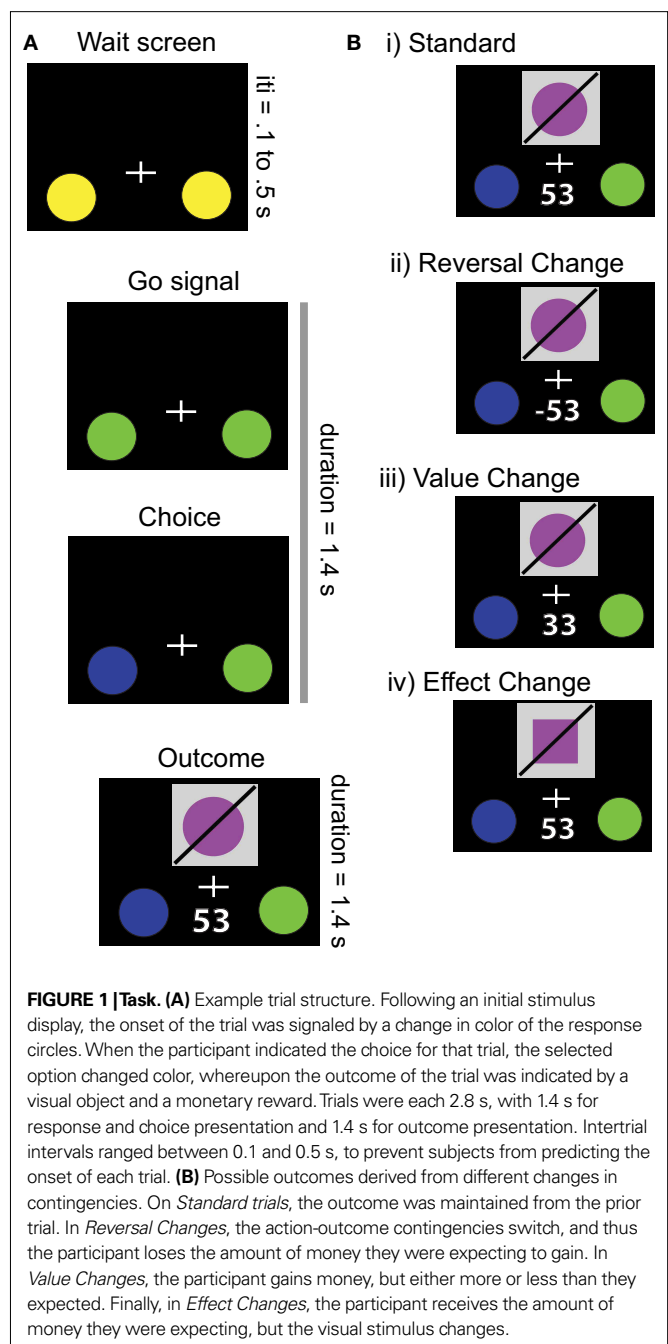 A
Wait screen
iti = .1 to .5 s
Go signal
Choice
duration = 1.4 s
Outcome
53
duration = 1.4 s
B
i) Standard
53
ii) Reversal Change
-53
iii) Value Change
33
iv) Effect Change
53
FIGURE 1 | Task. (A) Example trial structure. Following an initial stimulus
display, the onset of the trial was signaled by a change in color of the response
circles. When the participant indicated the choice for that trial, the selected
option changed color, whereupon the outcome of the trial was indicated by a
visual object and a monetary reward. Trials were each 2.8 s, with 1.4 s for
response and choice presentation and 1.4 s for outcome presentation. Intertrial
intervals ranged between 0.1 and 0.5 s, to prevent subjects from predicting the
onset of each trial. (B) Possible outcomes derived from different changes in
contingencies. On Standard trials, the outcome was maintained from the prior
trial. In Reversal Changes, the action-outcome contingencies switch, and thus
the participant loses the amount of money they were expecting to gain. In
Value Changes, the participant gains money, but either more or less than they
expected. Finally, in Effect Changes, the participant receives the amount of
money they were expecting, but the visual stimulus changes.